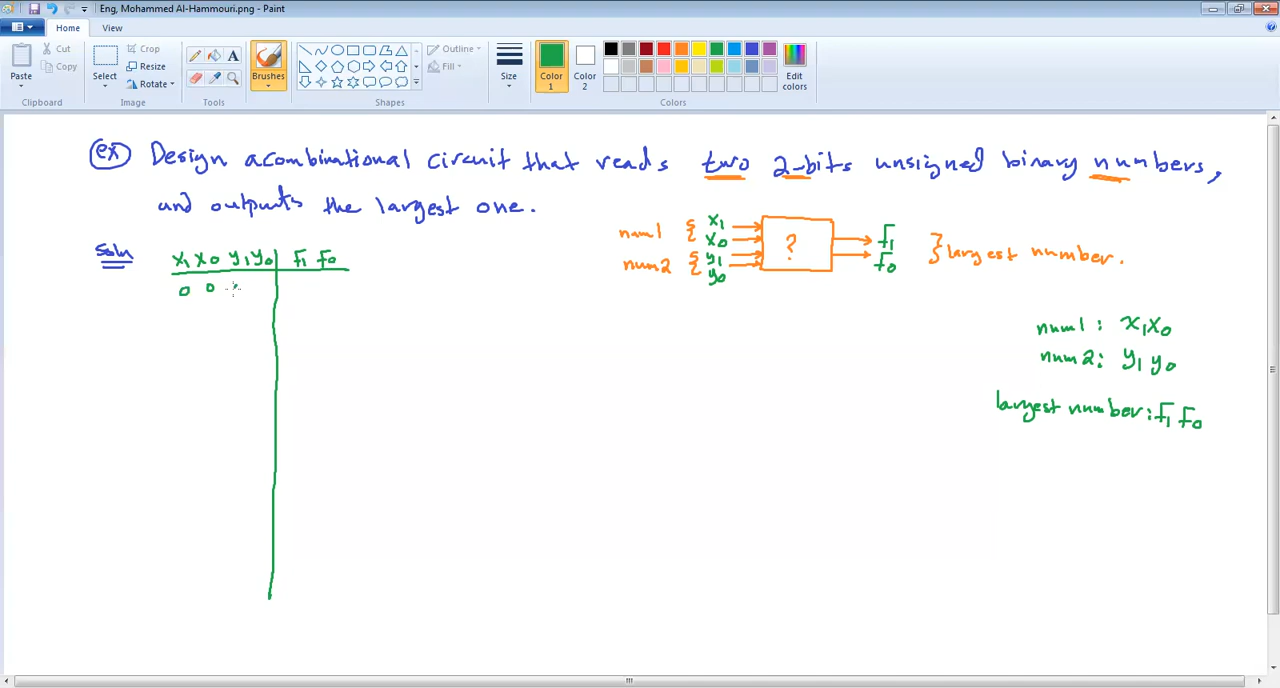 Eng, Mohammed Al-Hammouri.png - Paint
Home View
Paste
Cut
Copy
Clipboard
Select
Crop
Resize
Rotate
Image
Tools
Brushes
Shapes
Outline
Fill
Size
Color 1
Color 2
Edit colors
Colors
ex Design a combinational circuit that reads two 2-bits unsigned binary numbers,
and outputs the largest one.
Soln
x1 x0 y1 y0 f1 f0
0 0
num1 { x1 x0
num2 { y1 y0
?
f1
f0
} largest number.
num1 : x1 x0
num2 : y1 y0
largest number : f1 f0